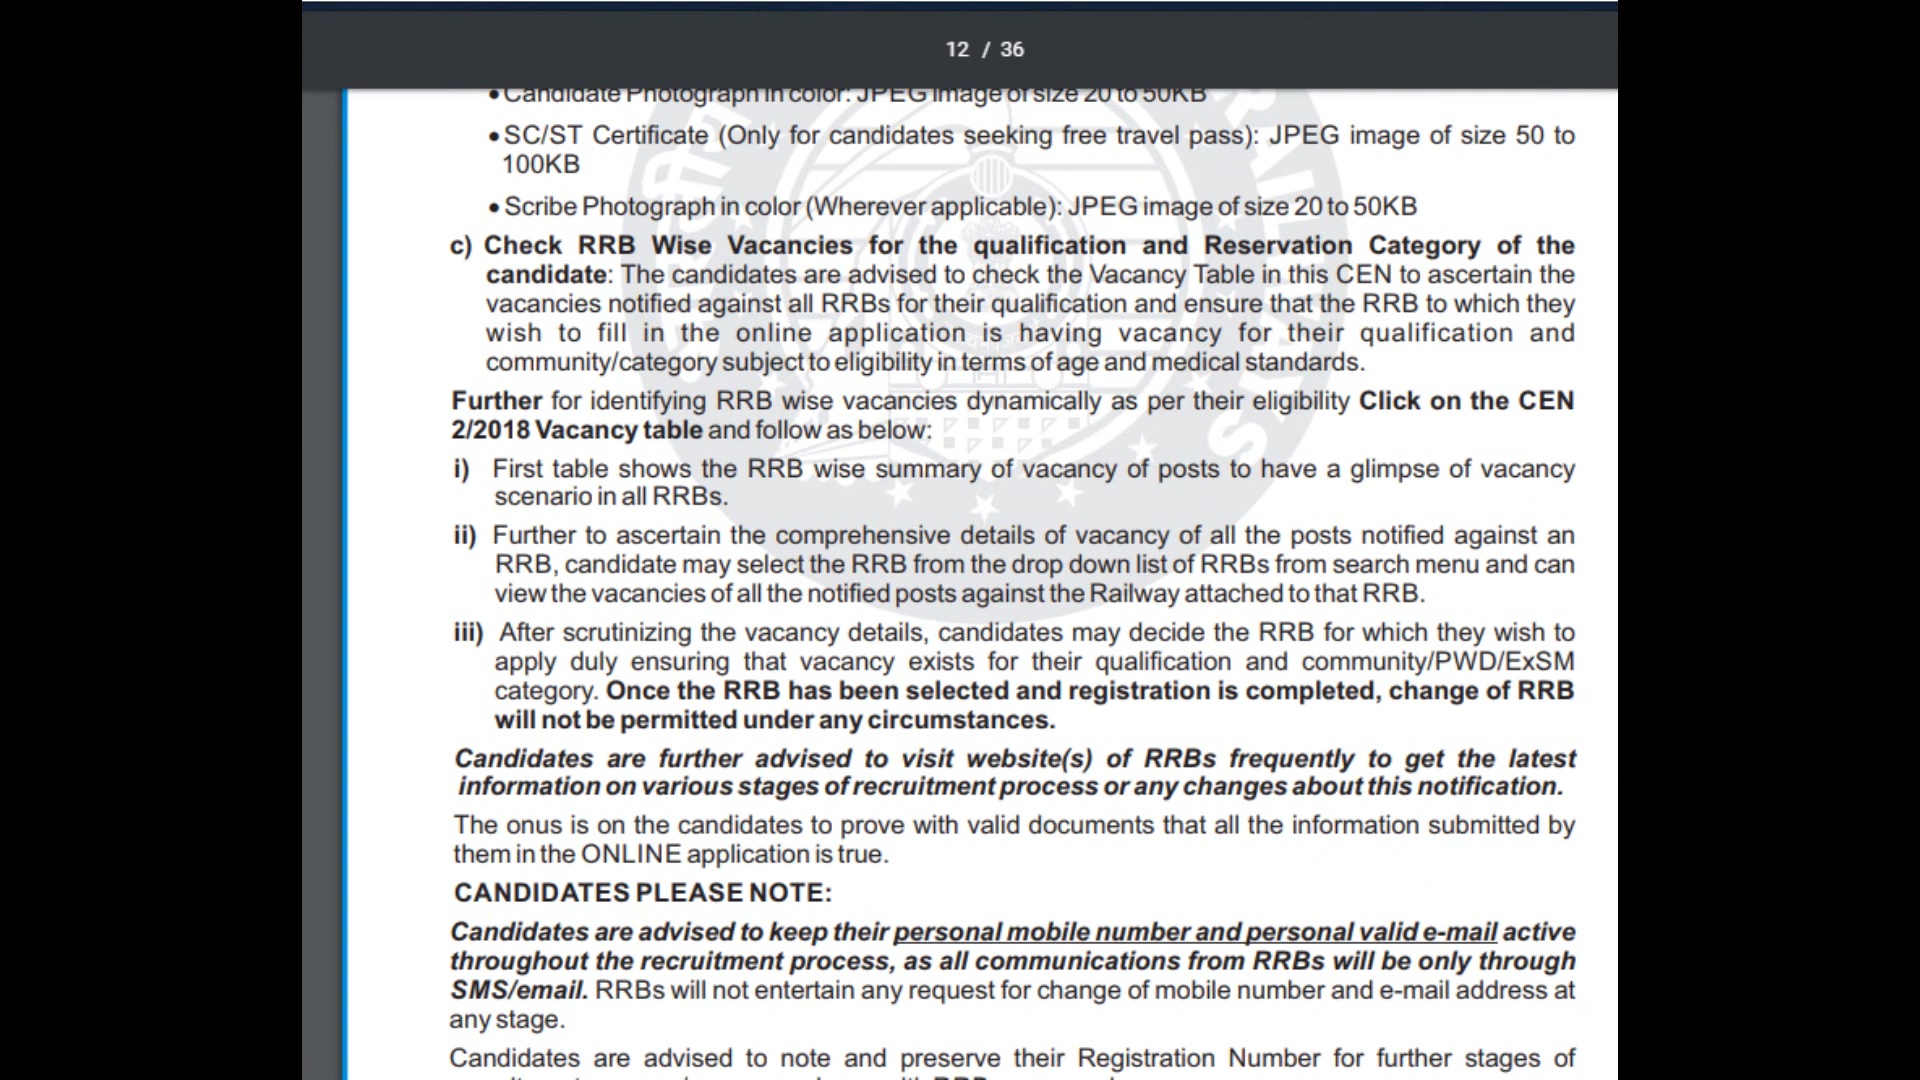 12 / 36
• Candidate Photograph in color: JPEG image of size 20 to 50KB
• SC/ST Certificate (Only for candidates seeking free travel pass): JPEG image of size 50 to
100KB
• Scribe Photograph in color (Wherever applicable): JPEG image of size 20 to 50KB
c) Check RRB Wise Vacancies for the qualification and Reservation Category of the
candidate: The candidates are advised to check the Vacancy Table in this CEN to ascertain the
vacancies notified against all RRBs for their qualification and ensure that the RRB to which they
wish to fill in the online application is having vacancy for their qualification and
community/category subject to eligibility in terms of age and medical standards.
Further for identifying RRB wise vacancies dynamically as per their eligibility Click on the CEN
2/2018 Vacancy table and follow as below:
i) First table shows the RRB wise summary of vacancy of posts to have a glimpse of vacancy
scenario in all RRBs.
ii) Further to ascertain the comprehensive details of vacancy of all the posts notified against an
RRB, candidate may select the RRB from the drop down list of RRBs from search menu and can
view the vacancies of all the notified posts against the Railway attached to that RRB.
iii) After scrutinizing the vacancy details, candidates may decide the RRB for which they wish to
apply duly ensuring that vacancy exists for their qualification and community/PWD/ExSM
category. Once the RRB has been selected and registration is completed, change of RRB
will not be permitted under any circumstances.
Candidates are further advised to visit website(s) of RRBs frequently to get the latest
information on various stages of recruitment process or any changes about this notification.
The onus is on the candidates to prove with valid documents that all the information submitted by
them in the ONLINE application is true.
CANDIDATES PLEASE NOTE:
Candidates are advised to keep their personal mobile number and personal valid e-mail active
throughout the recruitment process, as all communications from RRBs will be only through
SMS/email. RRBs will not entertain any request for change of mobile number and e-mail address at
any stage.
Candidates are advised to note and preserve their Registration Number for further stages of